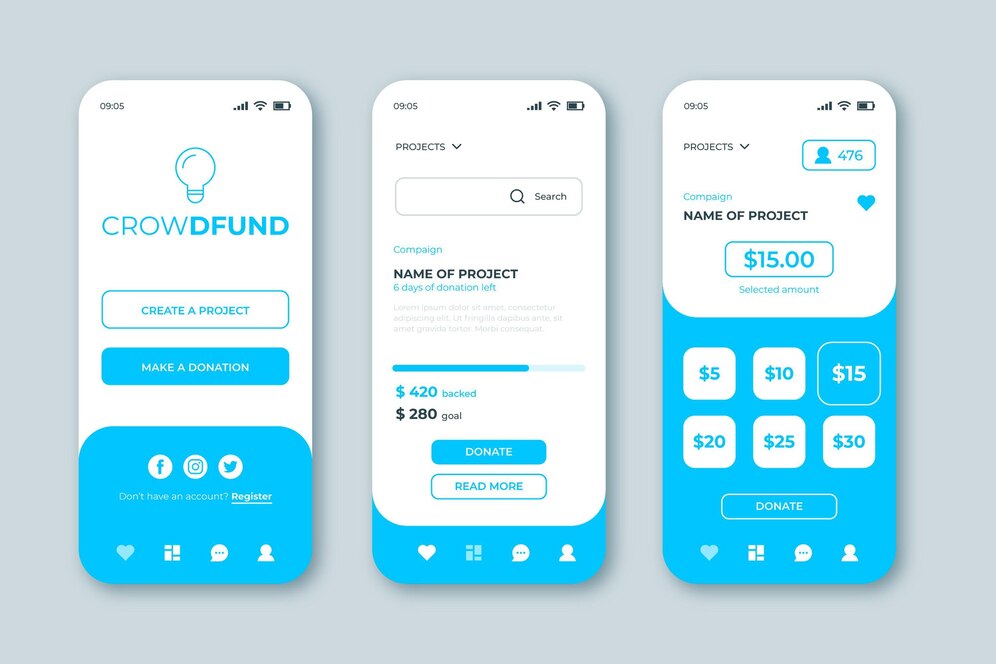 09:05
CROWDFUND
CREATE A PROJECT
MAKE A DONATION
Don't have an account? Register
09:05
PROJECTS
Search
Compaign
NAME OF PROJECT
6 days of donation left
Lorem ipsum dolor sit amet, consectetur
adipiscing elit. Ut fringilla dapibus ante, sit
amet gravida tortor. Morbi consequat.
$ 420 backed
$ 280 goal
DONATE
READ MORE
09:05
PROJECTS
476
Compaign
NAME OF PROJECT
$15.00
Selected amount
$5 $10 $15
$20 $25 $30
DONATE